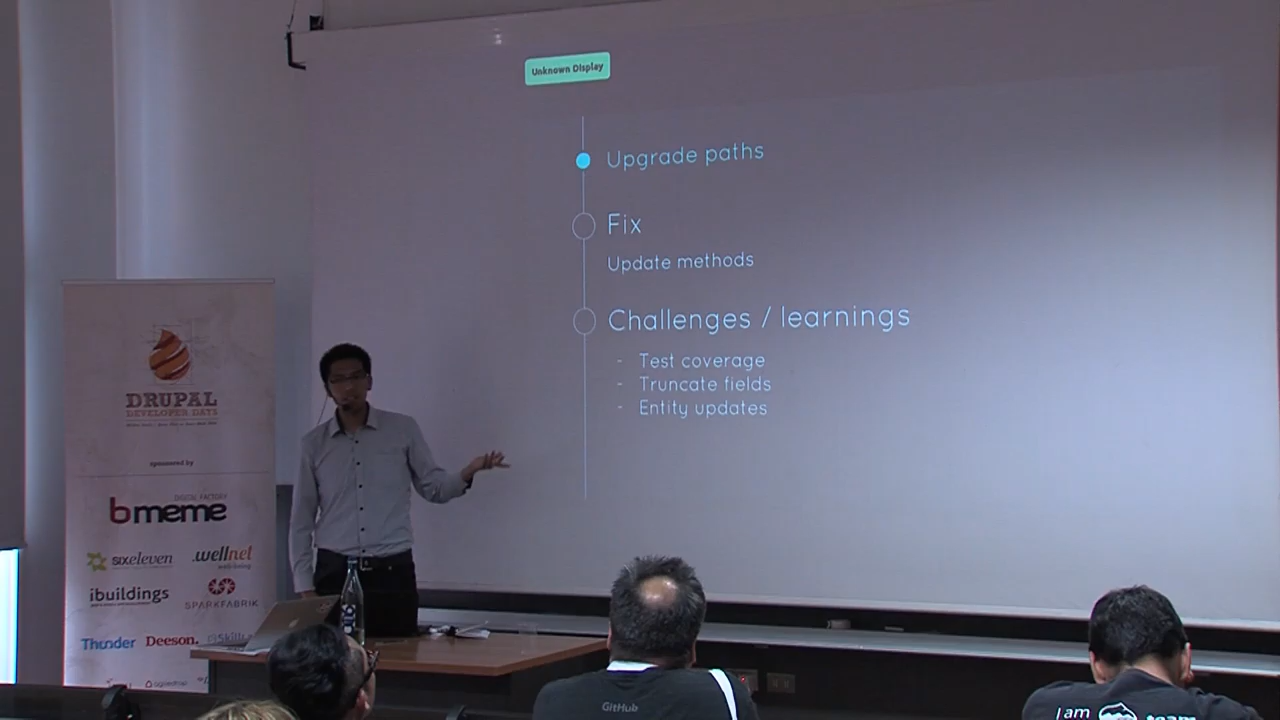 Unknown Display
Upgrade paths
Fix
Update methods
Challenges / learnings
- Test coverage
- Truncate fields
- Entity updates
DRUPAL
DEVELOPER DAYS
sponsored by
DIGITAL FACTORY
bmeme
sixeleven
.wellnet
ibuildings
SPARKFABRIK
Thunder
Deeson.
GitHub
I am